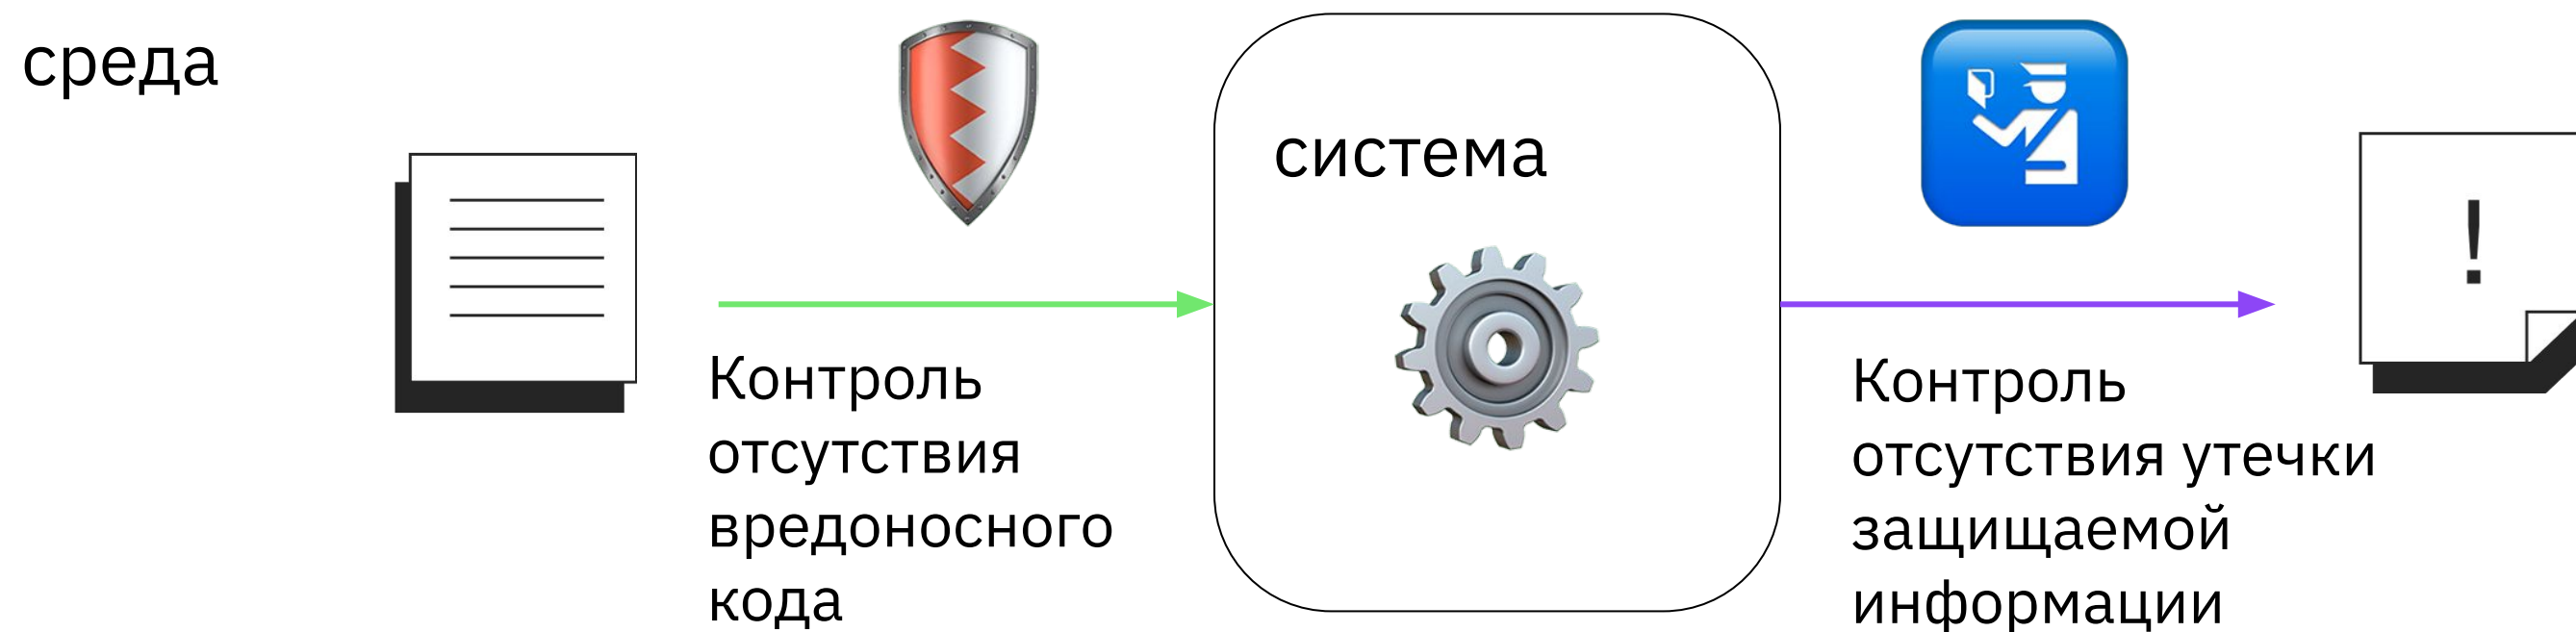 среда
система
Контроль
отсутствия
вредоносного
кода
!
Контроль
отсутствия утечки
защищаемой
информации